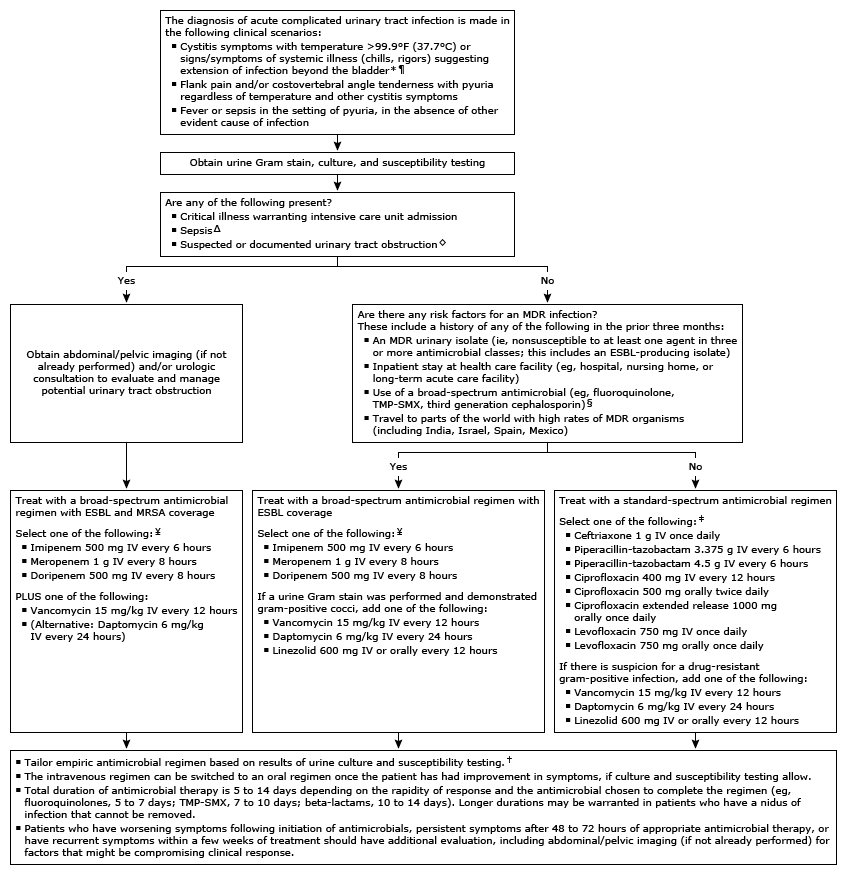 The diagnosis of acute complicated urinary tract infection is made in
the following clinical scenarios:
▪ Cystitis symptoms with temperature >99.9°F (37.7°C) or
signs/symptoms of systemic illness (chills, rigors) suggesting
extension of infection beyond the bladder*¶
▪ Flank pain and/or costovertebral angle tenderness with pyuria
regardless of temperature and other cystitis symptoms
▪ Fever or sepsis in the setting of pyuria, in the absence of other
evident cause of infection
Obtain urine Gram stain, culture, and susceptibility testing
Are any of the following present?
▪ Critical illness warranting intensive care unit admission
▪ SepsisΔ
▪ Suspected or documented urinary tract obstruction◇
Yes
No
Obtain abdominal/pelvic imaging (if not
already performed) and/or urologic
consultation to evaluate and manage
potential urinary tract obstruction
Are there any risk factors for an MDR infection?
These include a history of any of the following in the prior three months:
▪ An MDR urinary isolate (ie, nonsusceptible to at least one agent in three
or more antimicrobial classes; this includes an ESBL-producing isolate)
▪ Inpatient stay at health care facility (eg, hospital, nursing home, or
long-term acute care facility)
▪ Use of a broad-spectrum antimicrobial (eg, fluoroquinolone,
TMP-SMX, third generation cephalosporin)§
▪ Travel to parts of the world with high rates of MDR organisms
(including India, Israel, Spain, Mexico)
Yes
No
Treat with a broad-spectrum antimicrobial
regimen with ESBL and MRSA coverage
Select one of the following:¥
▪ Imipenem 500 mg IV every 6 hours
▪ Meropenem 1 g IV every 8 hours
▪ Doripenem 500 mg IV every 8 hours
PLUS one of the following:
▪ Vancomycin 15 mg/kg IV every 12 hours
▪ (Alternative: Daptomycin 6 mg/kg
IV every 24 hours)
Treat with a broad-spectrum antimicrobial regimen with
ESBL coverage
Select one of the following:¥
▪ Imipenem 500 mg IV every 6 hours
▪ Meropenem 1 g IV every 8 hours
▪ Doripenem 500 mg IV every 8 hours
If a urine Gram stain was performed and demonstrated
gram-positive cocci, add one of the following:
▪ Vancomycin 15 mg/kg IV every 12 hours
▪ Daptomycin 6 mg/kg IV every 24 hours
▪ Linezolid 600 mg IV or orally every 12 hours
Treat with a standard-spectrum antimicrobial regimen
Select one of the following:‡
▪ Ceftriaxone 1 g IV once daily
▪ Piperacillin-tazobactam 3.375 g IV every 6 hours
▪ Piperacillin-tazobactam 4.5 g IV every 6 hours
▪ Ciprofloxacin 400 mg IV every 12 hours
▪ Ciprofloxacin 500 mg orally twice daily
▪ Ciprofloxacin extended release 1000 mg
orally once daily
▪ Levofloxacin 750 mg IV once daily
▪ Levofloxacin 750 mg orally once daily
If there is suspicion for a drug-resistant
gram-positive infection, add one of the following:
▪ Vancomycin 15 mg/kg IV every 12 hours
▪ Daptomycin 6 mg/kg IV every 24 hours
▪ Linezolid 600 mg IV or orally every 12 hours
▪ Tailor empiric antimicrobial regimen based on results of urine culture and susceptibility testing.†
▪ The intravenous regimen can be switched to an oral regimen once the patient has had improvement in symptoms, if culture and susceptibility testing allow.
▪ Total duration of antimicrobial therapy is 5 to 14 days depending on the rapidity of response and the antimicrobial chosen to complete the regimen (eg,
fluoroquinolones, 5 to 7 days; TMP-SMX, 7 to 10 days; beta-lactams, 10 to 14 days). Longer durations may be warranted in patients who have a nidus of
infection that cannot be removed.
▪ Patients who have worsening symptoms following initiation of antimicrobials, persistent symptoms after 48 to 72 hours of appropriate antimicrobial therapy, or
have recurrent symptoms within a few weeks of treatment should have additional evaluation, including abdominal/pelvic imaging (if not already performed) for
factors that might be compromising clinical response.